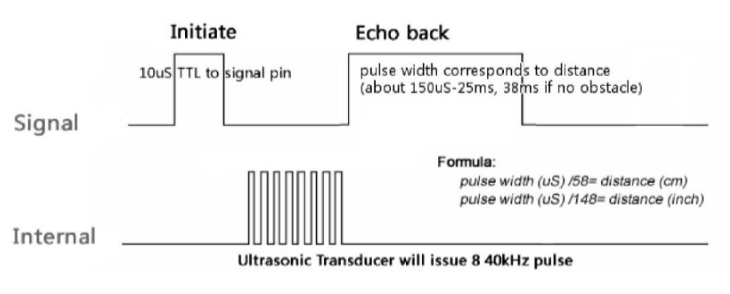 Initiate
Echo back
10uS TTL to signal pin
pulse width corresponds to distance
(about 150uS-25ms, 38ms if no obstacle)
Signal
Formula:
pulse width (uS) /58= distance (cm)
pulse width (uS) /148= distance (inch)
Internal
Ultrasonic Transducer will issue 8 40kHz pulse